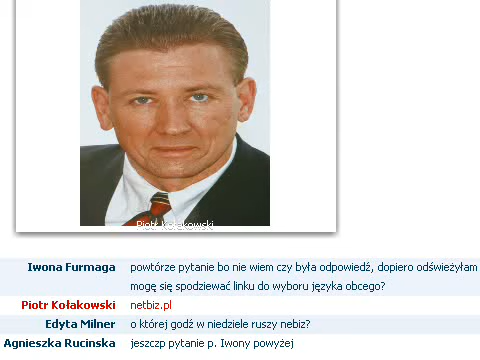 Piotr Kołakowski
Iwona Furmaga powtórze pytanie bo nie wiem czy była odpowiedź, dopiero odświeżyłam
mogę się spodziewać linku do wyboru języka obcego?
Piotr Kołakowski netbiz.pl
Edyta Milner o której godź w niedziele ruszy nebiz?
Agnieszka Rucinska jeszczp pytanie p. Iwony powyżej